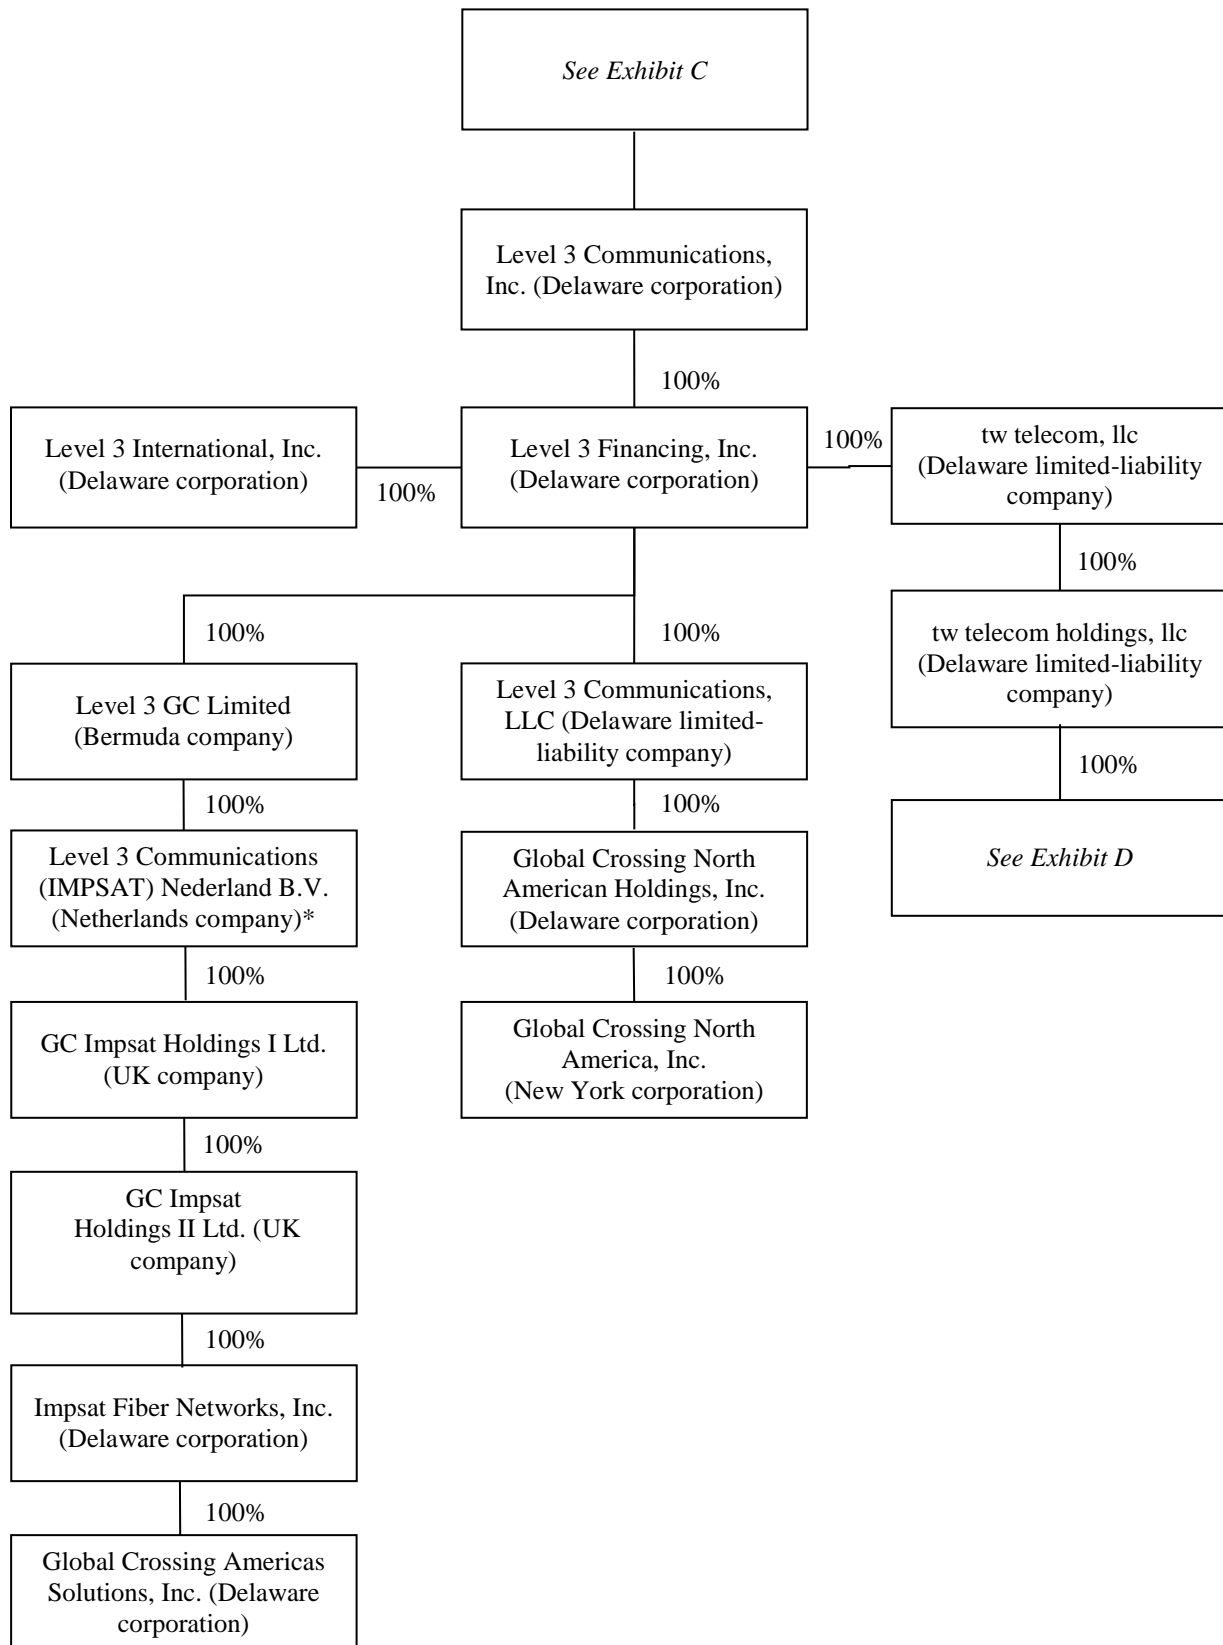 See Exhibit C
Level 3 Communications,
Inc. (Delaware corporation)
100%
Level 3 International, Inc.
(Delaware corporation)
100%
Level 3 Financing, Inc.
(Delaware corporation)
100%
tw telecom, llc
(Delaware limited-liability
company)
100%
tw telecom holdings, llc
(Delaware limited-liability
company)
100%
See Exhibit D
100%
Level 3 GC Limited
(Bermuda company)
100%
Level 3 Communications
(IMPSAT) Nederland B.V.
(Netherlands company)*
100%
GC Impsat Holdings I Ltd.
(UK company)
100%
GC Impsat
Holdings II Ltd. (UK
company)
100%
Impsat Fiber Networks, Inc.
(Delaware corporation)
100%
Global Crossing Americas
Solutions, Inc. (Delaware
corporation)
100%
Level 3 Communications,
LLC (Delaware limited-
liability company)
100%
Global Crossing North
American Holdings, Inc.
(Delaware corporation)
100%
Global Crossing North
America, Inc.
(New York corporation)